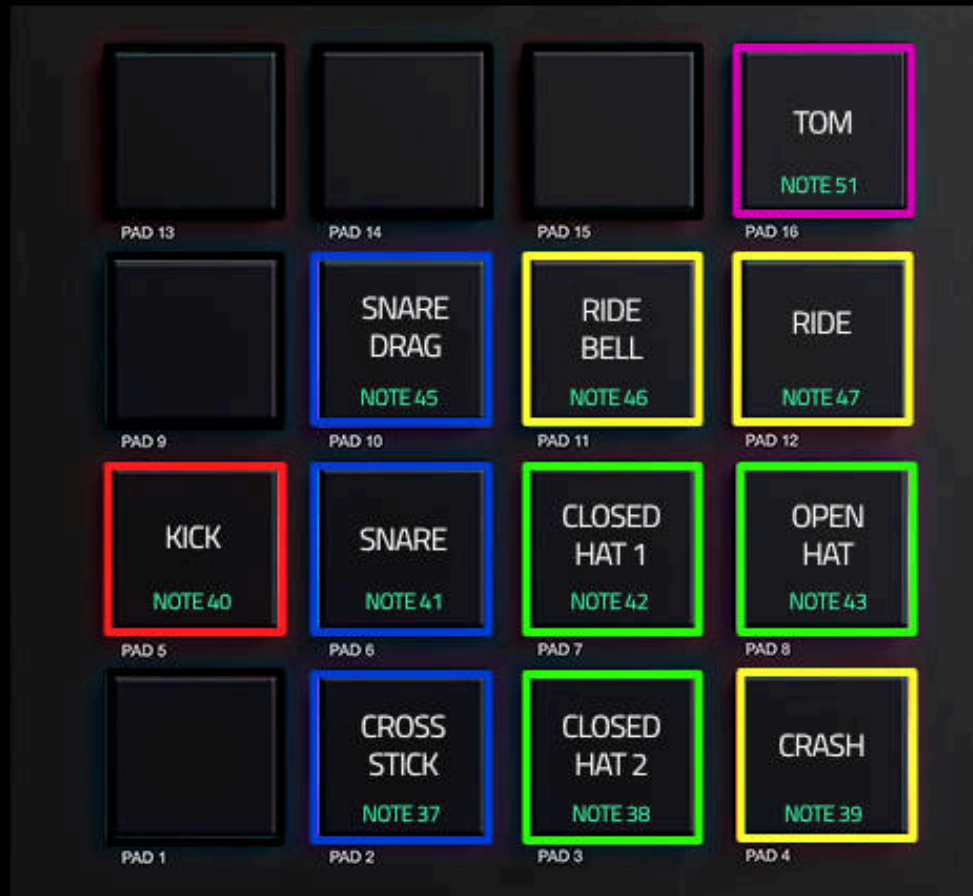 TOM
NOTE 51
PAD 13
PAD 14
PAD 15
PAD 16
SNARE
DRAG
NOTE 45
RIDE
BELL
NOTE 46
RIDE
NOTE 47
PAD 9
PAD 10
PAD 11
PAD 12
KICK
NOTE 40
SNARE
NOTE 41
CLOSED
HAT 1
NOTE 42
OPEN
HAT
NOTE 43
PAD 5
PAD 6
PAD 7
PAD 8
CROSS
STICK
NOTE 37
CLOSED
HAT 2
NOTE 38
CRASH
NOTE 39
PAD 1
PAD 2
PAD 3
PAD 4